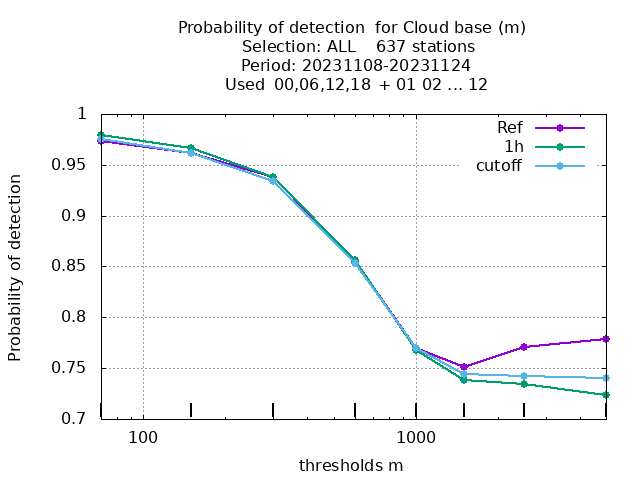 Probability of detection  for Cloud base (m)
Selection: ALL    637 stations
Period: 20231108-20231124
Used  00,06,12,18  + 01 02 ... 12
Ref
1h
cutoff
Probability of detection
1
0.95
0.9
0.85
0.8
0.75
0.7
100
1000
thresholds m